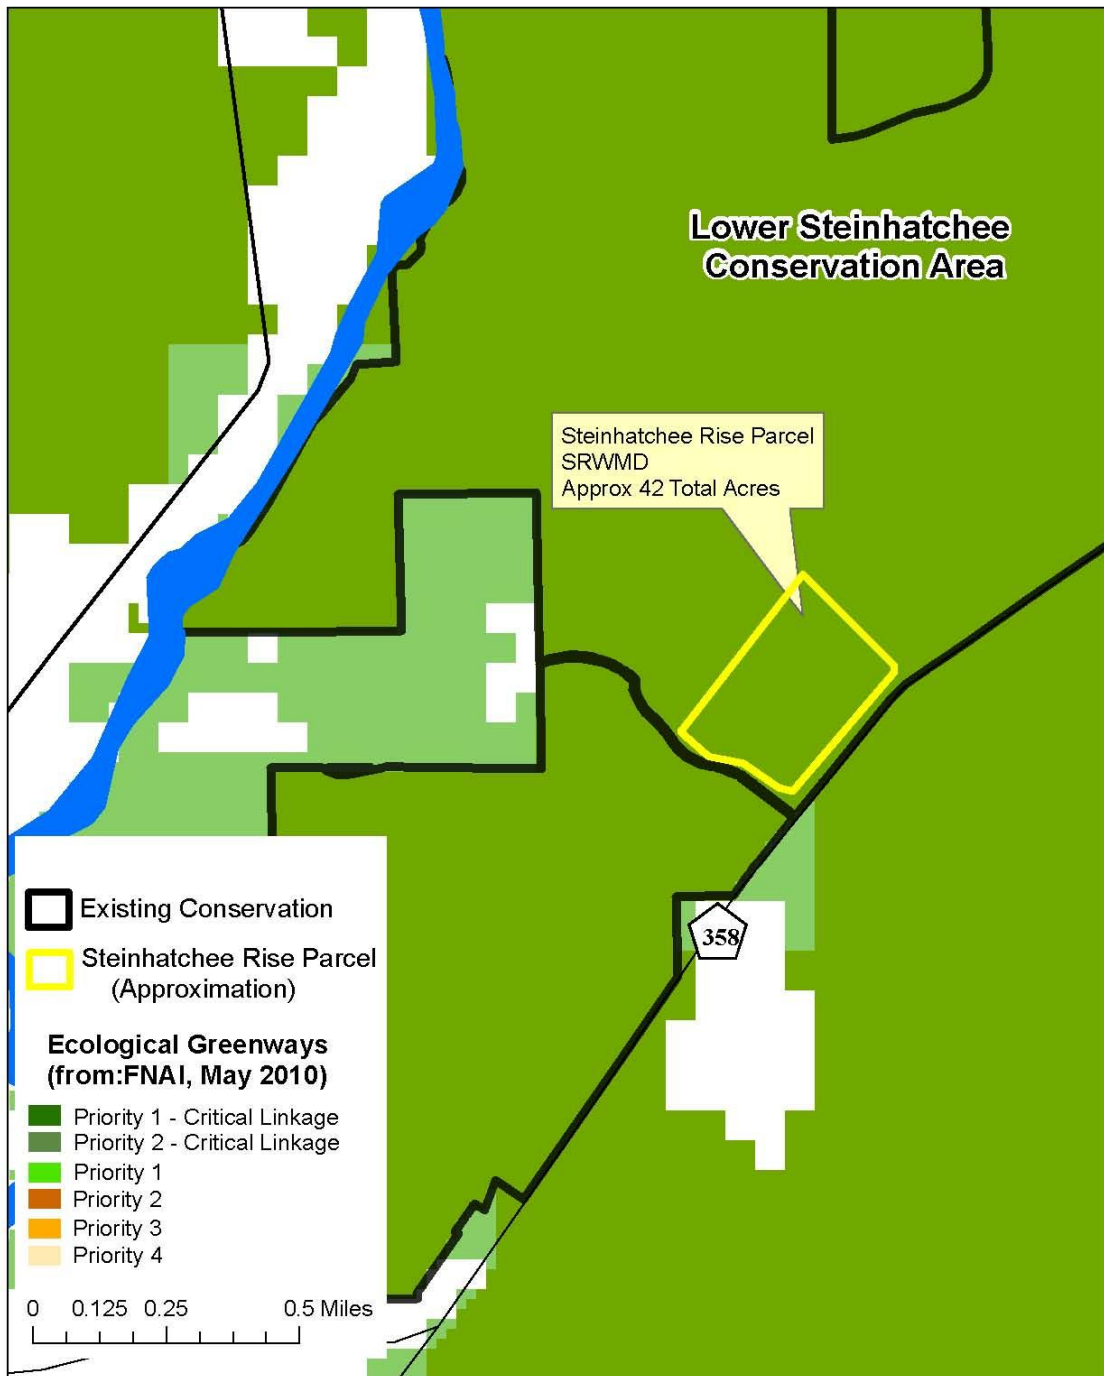 Lower Steinhatchee
Conservation Area
Steinhatchee Rise Parcel
SRWMD
Approx 42 Total Acres
358
Existing Conservation
Steinhatchee Rise Parcel
(Approximation)
Ecological Greenways
(from:FNAI, May 2010)
Priority 1 - Critical Linkage
Priority 2 - Critical Linkage
Priority 1
Priority 2
Priority 3
Priority 4
0 0.125 0.25 0.5 Miles